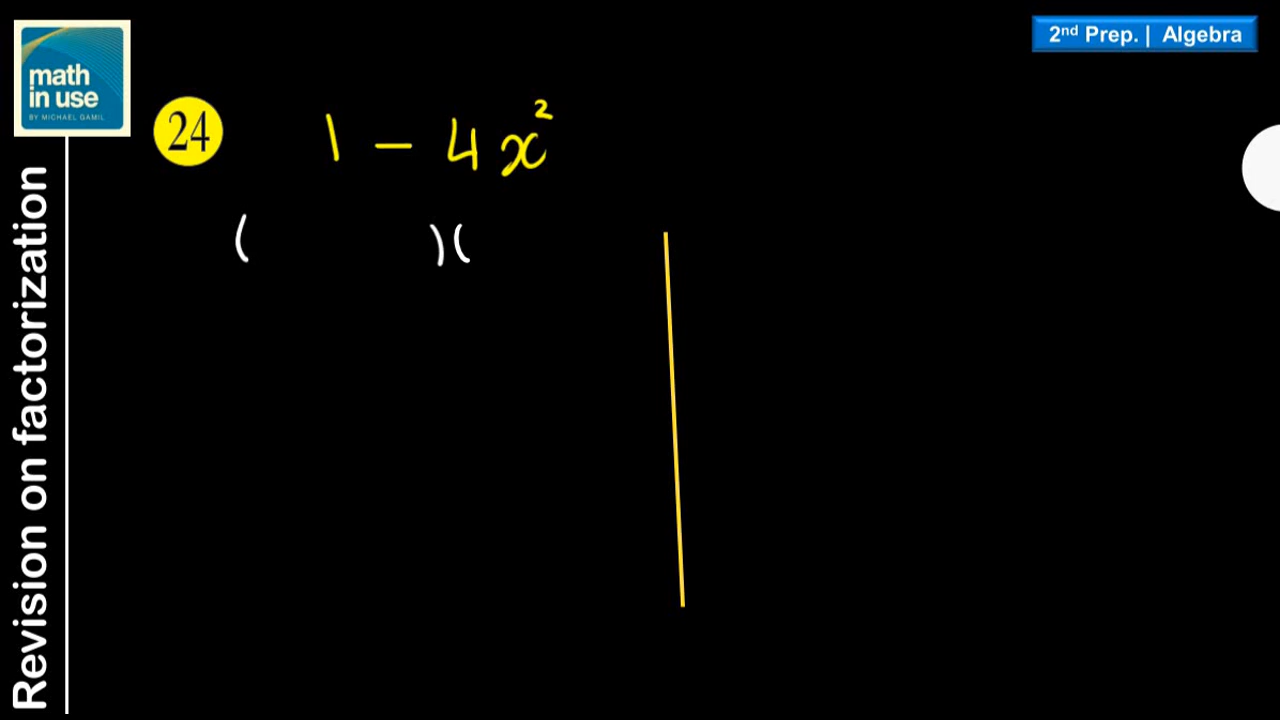 math
in use
BY MICHAEL GAMIL
2nd Prep. | Algebra
24
1 - 4x²
( )(
Revision on factorization